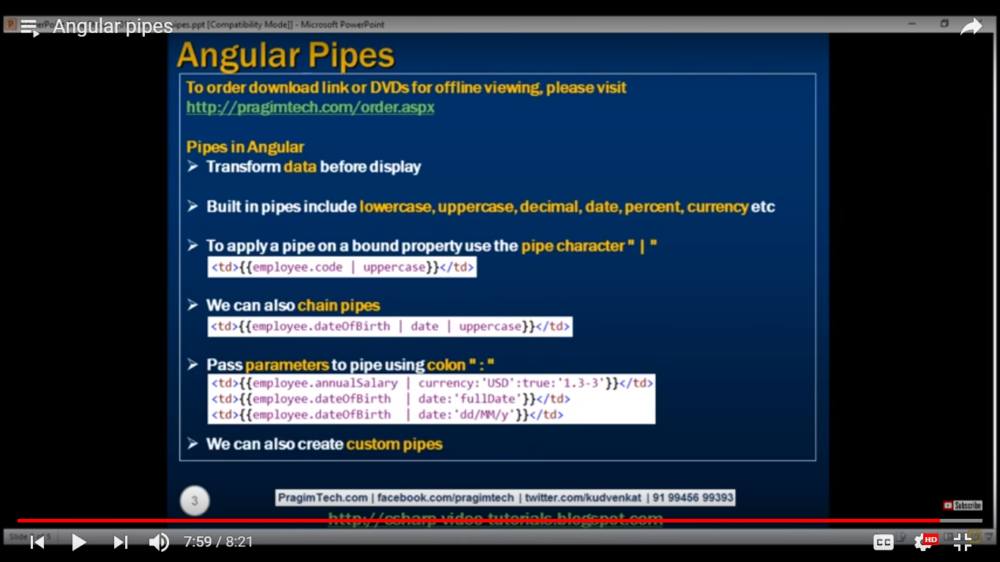 Angular pipes
ipes.ppt [Compatibility Mode]] - Microsoft PowerPoint
Angular Pipes
To order download link or DVDs for offline viewing, please visit
http://pragimtech.com/order.aspx
Pipes in Angular
➢ Transform data before display
➢ Built in pipes include lowercase, uppercase, decimal, date, percent, currency etc
➢ To apply a pipe on a bound property use the pipe character " | "
<td>{{employee.code | uppercase}}</td>
➢ We can also chain pipes
<td>{{employee.dateOfBirth | date | uppercase}}</td>
➢ Pass parameters to pipe using colon " : "
<td>{{employee.annualSalary | currency:'USD':true:'1.3-3'}}</td>
<td>{{employee.dateOfBirth | date:'fullDate'}}</td>
<td>{{employee.dateOfBirth | date:'dd/MM/y'}}</td>
➢ We can also create custom pipes
3
PragimTech.com | facebook.com/pragimtech | twitter.com/kudvenkat | 91 99456 99393
Subscribe
http://csharp-video-tutorials.blogspot.com
Slide
5
7:59 / 8:21
CC
HD